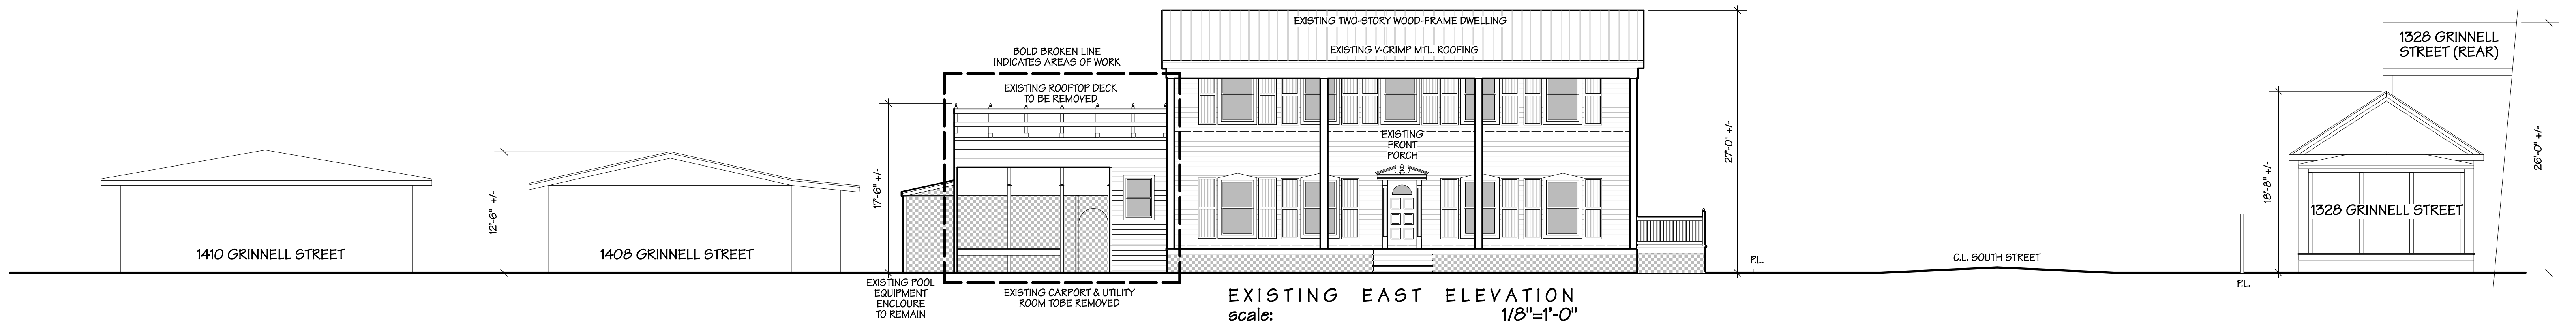 EXISTING TWO-STORY WOOD-FRAME DWELLING
EXISTING V-CRIMP MTL. ROOFING
1328 GRINNELL
STREET (REAR)
BOLD BROKEN LINE
INDICATES AREAS OF WORK
EXISTING ROOFTOP DECK
TO BE REMOVED
EXISTING
FRONT
PORCH
27'-0" +/-
26'-0" +/-
18'-8" +/-
17'-6" +/-
12'-6" +/-
1328 GRINNELL STREET
1410 GRINNELL STREET
1408 GRINNELL STREET
P.L.
C.L. SOUTH STREET
P.L.
EXISTING POOL
EQUIPMENT
ENCLOURE
TO REMAIN
EXISTING CARPORT & UTILITY
ROOM TOBE REMOVED
EXISTING EAST ELEVATION
scale: 1/8"=1'-0"